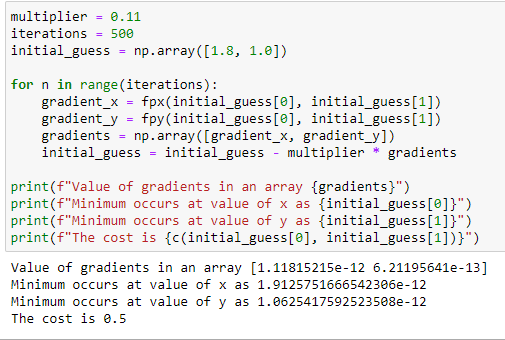 multiplier = 0.11
iterations = 500
initial_guess = np.array([1.8, 1.0])
for n in range(iterations):
    gradient_x = fpx(initial_guess[0], initial_guess[1])
    gradient_y = fpy(initial_guess[0], initial_guess[1])
    gradients = np.array([gradient_x, gradient_y])
    initial_guess = initial_guess - multiplier * gradients
print(f"Value of gradients in an array {gradients}")
print(f"Minimum occurs at value of x as {initial_guess[0]}")
print(f"Minimum occurs at value of y as {initial_guess[1]}")
print(f"The cost is {c(initial_guess[0], initial_guess[1])}")
Value of gradients in an array [1.11815215e-12 6.21195641e-13]
Minimum occurs at value of x as 1.9125751666542306e-12
Minimum occurs at value of y as 1.0625417592523508e-12
The cost is 0.5